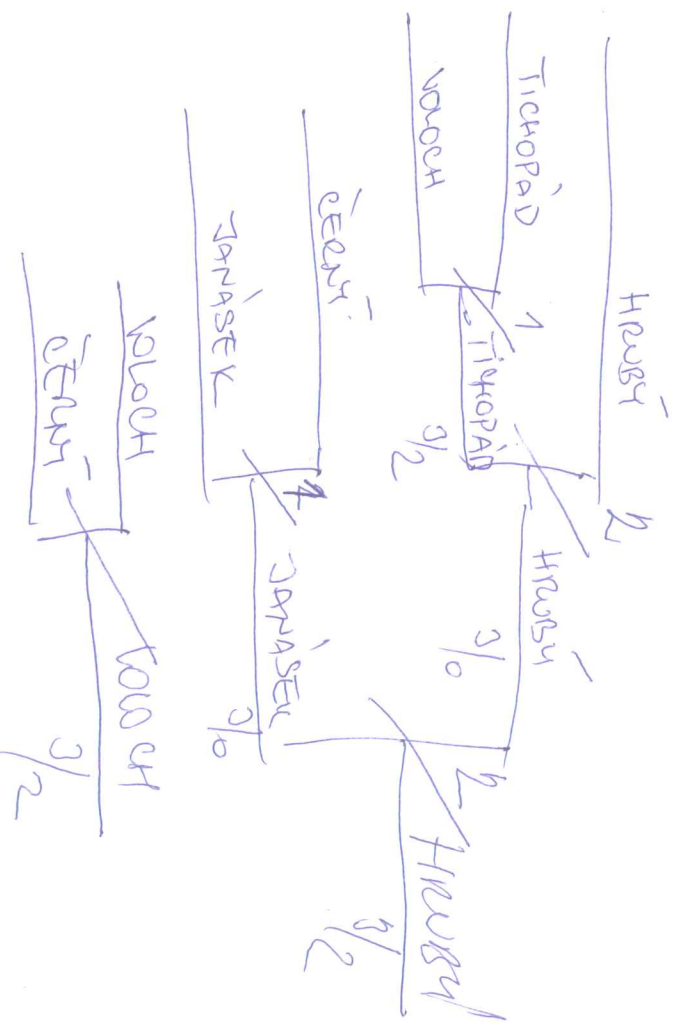 HRUBÝ
TICHOPÁD
VOLOCH
1
TICHOPÁD
3/2
2
HRUBÝ
3/0
ČERNÝ
JANÁSEK
1
JANÁSEK
3/0
2
HRUBÝ
3/2
VOLOCH
ČERNÝ
VOLOCH
3/2